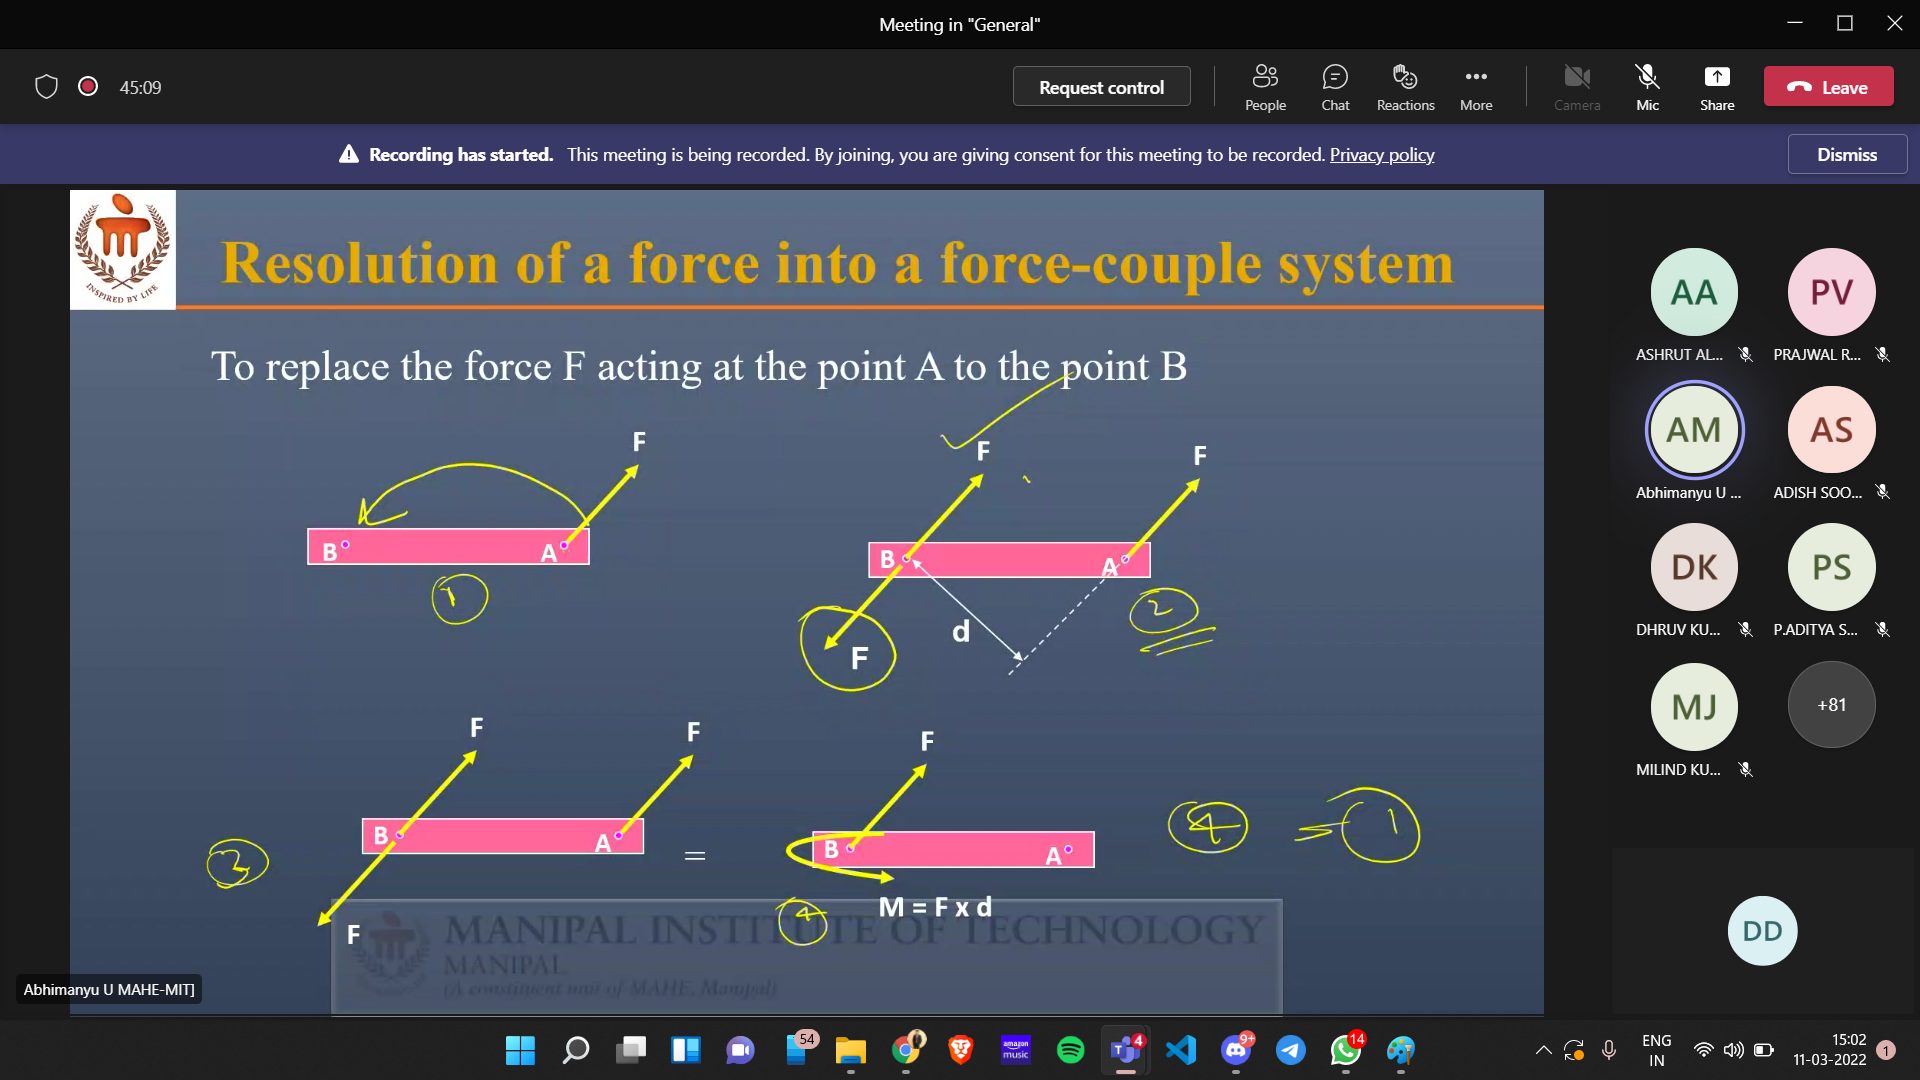 Meeting in "General"
45:09
Request control
People
Chat
Reactions
More
Camera
Mic
Share
Leave
Recording has started. This meeting is being recorded. By joining, you are giving consent for this meeting to be recorded. Privacy policy
Dismiss
INSPIRED BY LIFE
Resolution of a force into a force-couple system
To replace the force F acting at the point A to the point B
F
B
A
1
F
F
B
A
d
F
2
F
F
B
A
F
3
=
F
B
A
M = F x d
4
4 = 1
MANIPAL INSTITUTE OF TECHNOLOGY
MANIPAL
(A constituent unit of MAHE, Manipal)
Abhimanyu U MAHE-MIT]
AA
ASHRUT AL...
PV
PRAJWAL R...
AM
Abhimanyu U ...
AS
ADISH SOO...
DK
DHRUV KU...
PS
P.ADITYA S...
MJ
MILIND KU...
+81
DD
54
amazon music
4
9+
14
ENG
IN
15:02
11-03-2022
1